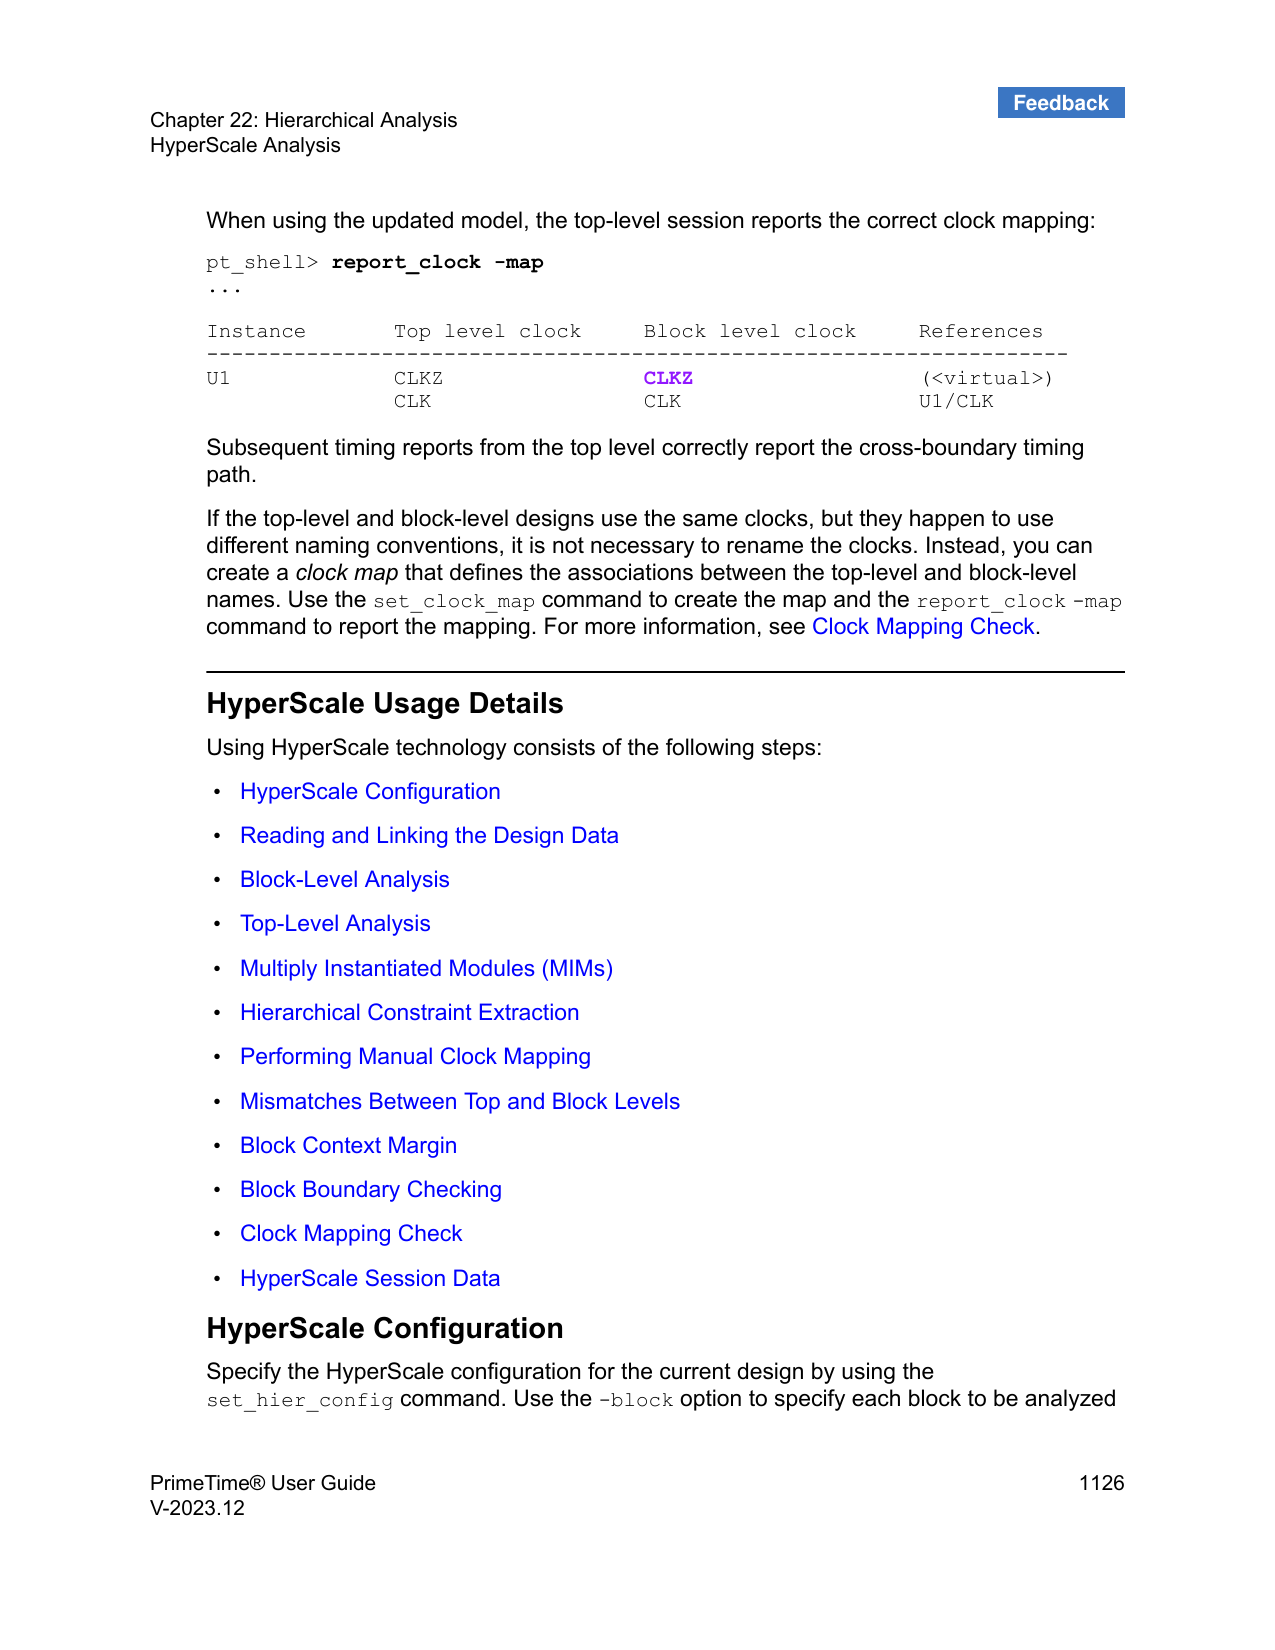 Feedback
Chapter 22: Hierarchical Analysis
HyperScale Analysis
When using the updated model, the top-level session reports the correct clock mapping:
pt_shell> report_clock -map
...
Instance       Top level clock     Block level clock     References
---------------------------------------------------------------------
U1             CLKZ                CLKZ                  (<virtual>)
               CLK                 CLK                   U1/CLK
Subsequent timing reports from the top level correctly report the cross-boundary timing
path.
If the top-level and block-level designs use the same clocks, but they happen to use
different naming conventions, it is not necessary to rename the clocks. Instead, you can
create a clock map that defines the associations between the top-level and block-level
names. Use the set_clock_map command to create the map and the report_clock -map
command to report the mapping. For more information, see Clock Mapping Check.
HyperScale Usage Details
Using HyperScale technology consists of the following steps:
• HyperScale Configuration
• Reading and Linking the Design Data
• Block-Level Analysis
• Top-Level Analysis
• Multiply Instantiated Modules (MIMs)
• Hierarchical Constraint Extraction
• Performing Manual Clock Mapping
• Mismatches Between Top and Block Levels
• Block Context Margin
• Block Boundary Checking
• Clock Mapping Check
• HyperScale Session Data
HyperScale Configuration
Specify the HyperScale configuration for the current design by using the
set_hier_config command. Use the -block option to specify each block to be analyzed
PrimeTime® User Guide 1126
V-2023.12